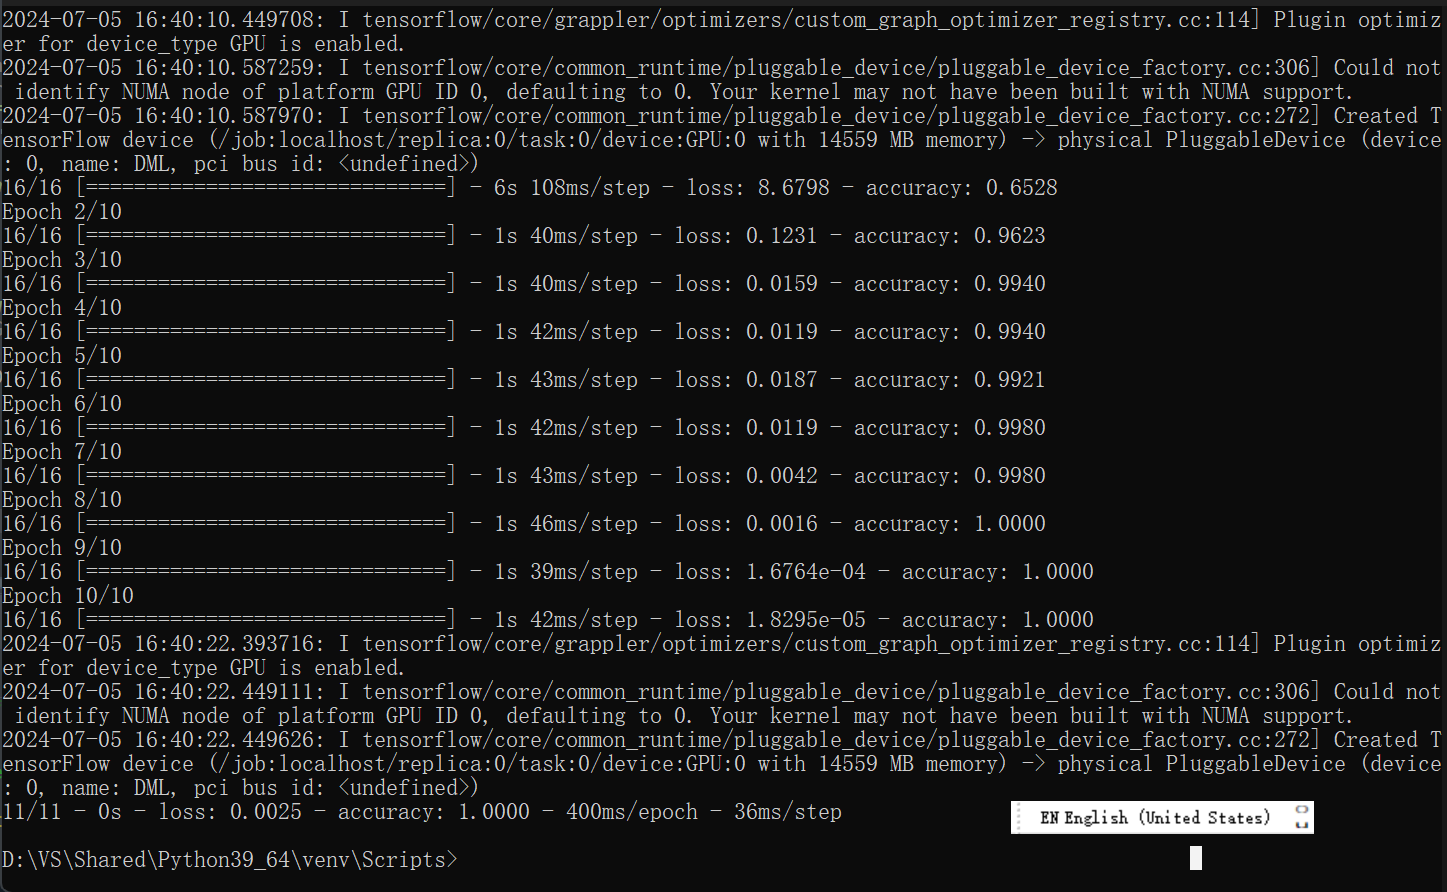 2024-07-05 16:40:10.449708: I tensorflow/core/grappler/optimizers/custom_graph_optimizer_registry.cc:114] Plugin optimiz
er for device_type GPU is enabled.
2024-07-05 16:40:10.587259: I tensorflow/core/common_runtime/pluggable_device/pluggable_device_factory.cc:306] Could not
 identify NUMA node of platform GPU ID 0, defaulting to 0. Your kernel may not have been built with NUMA support.
2024-07-05 16:40:10.587970: I tensorflow/core/common_runtime/pluggable_device/pluggable_device_factory.cc:272] Created T
ensorFlow device (/job:localhost/replica:0/task:0/device:GPU:0 with 14559 MB memory) -> physical PluggableDevice (device
: 0, name: DML, pci bus id: <undefined>)
16/16 [==============================] - 6s 108ms/step - loss: 8.6798 - accuracy: 0.6528
Epoch 2/10
16/16 [==============================] - 1s 40ms/step - loss: 0.1231 - accuracy: 0.9623
Epoch 3/10
16/16 [==============================] - 1s 40ms/step - loss: 0.0159 - accuracy: 0.9940
Epoch 4/10
16/16 [==============================] - 1s 42ms/step - loss: 0.0119 - accuracy: 0.9940
Epoch 5/10
16/16 [==============================] - 1s 43ms/step - loss: 0.0187 - accuracy: 0.9921
Epoch 6/10
16/16 [==============================] - 1s 42ms/step - loss: 0.0119 - accuracy: 0.9980
Epoch 7/10
16/16 [==============================] - 1s 43ms/step - loss: 0.0042 - accuracy: 0.9980
Epoch 8/10
16/16 [==============================] - 1s 46ms/step - loss: 0.0016 - accuracy: 1.0000
Epoch 9/10
16/16 [==============================] - 1s 39ms/step - loss: 1.6764e-04 - accuracy: 1.0000
Epoch 10/10
16/16 [==============================] - 1s 42ms/step - loss: 1.8295e-05 - accuracy: 1.0000
2024-07-05 16:40:22.393716: I tensorflow/core/grappler/optimizers/custom_graph_optimizer_registry.cc:114] Plugin optimiz
er for device_type GPU is enabled.
2024-07-05 16:40:22.449111: I tensorflow/core/common_runtime/pluggable_device/pluggable_device_factory.cc:306] Could not
 identify NUMA node of platform GPU ID 0, defaulting to 0. Your kernel may not have been built with NUMA support.
2024-07-05 16:40:22.449626: I tensorflow/core/common_runtime/pluggable_device/pluggable_device_factory.cc:272] Created T
ensorFlow device (/job:localhost/replica:0/task:0/device:GPU:0 with 14559 MB memory) -> physical PluggableDevice (device
: 0, name: DML, pci bus id: <undefined>)
11/11 - 0s - loss: 0.0025 - accuracy: 1.0000 - 400ms/epoch - 36ms/step
EN English (United States)
D:\VS\Shared\Python39_64\venv\Scripts>